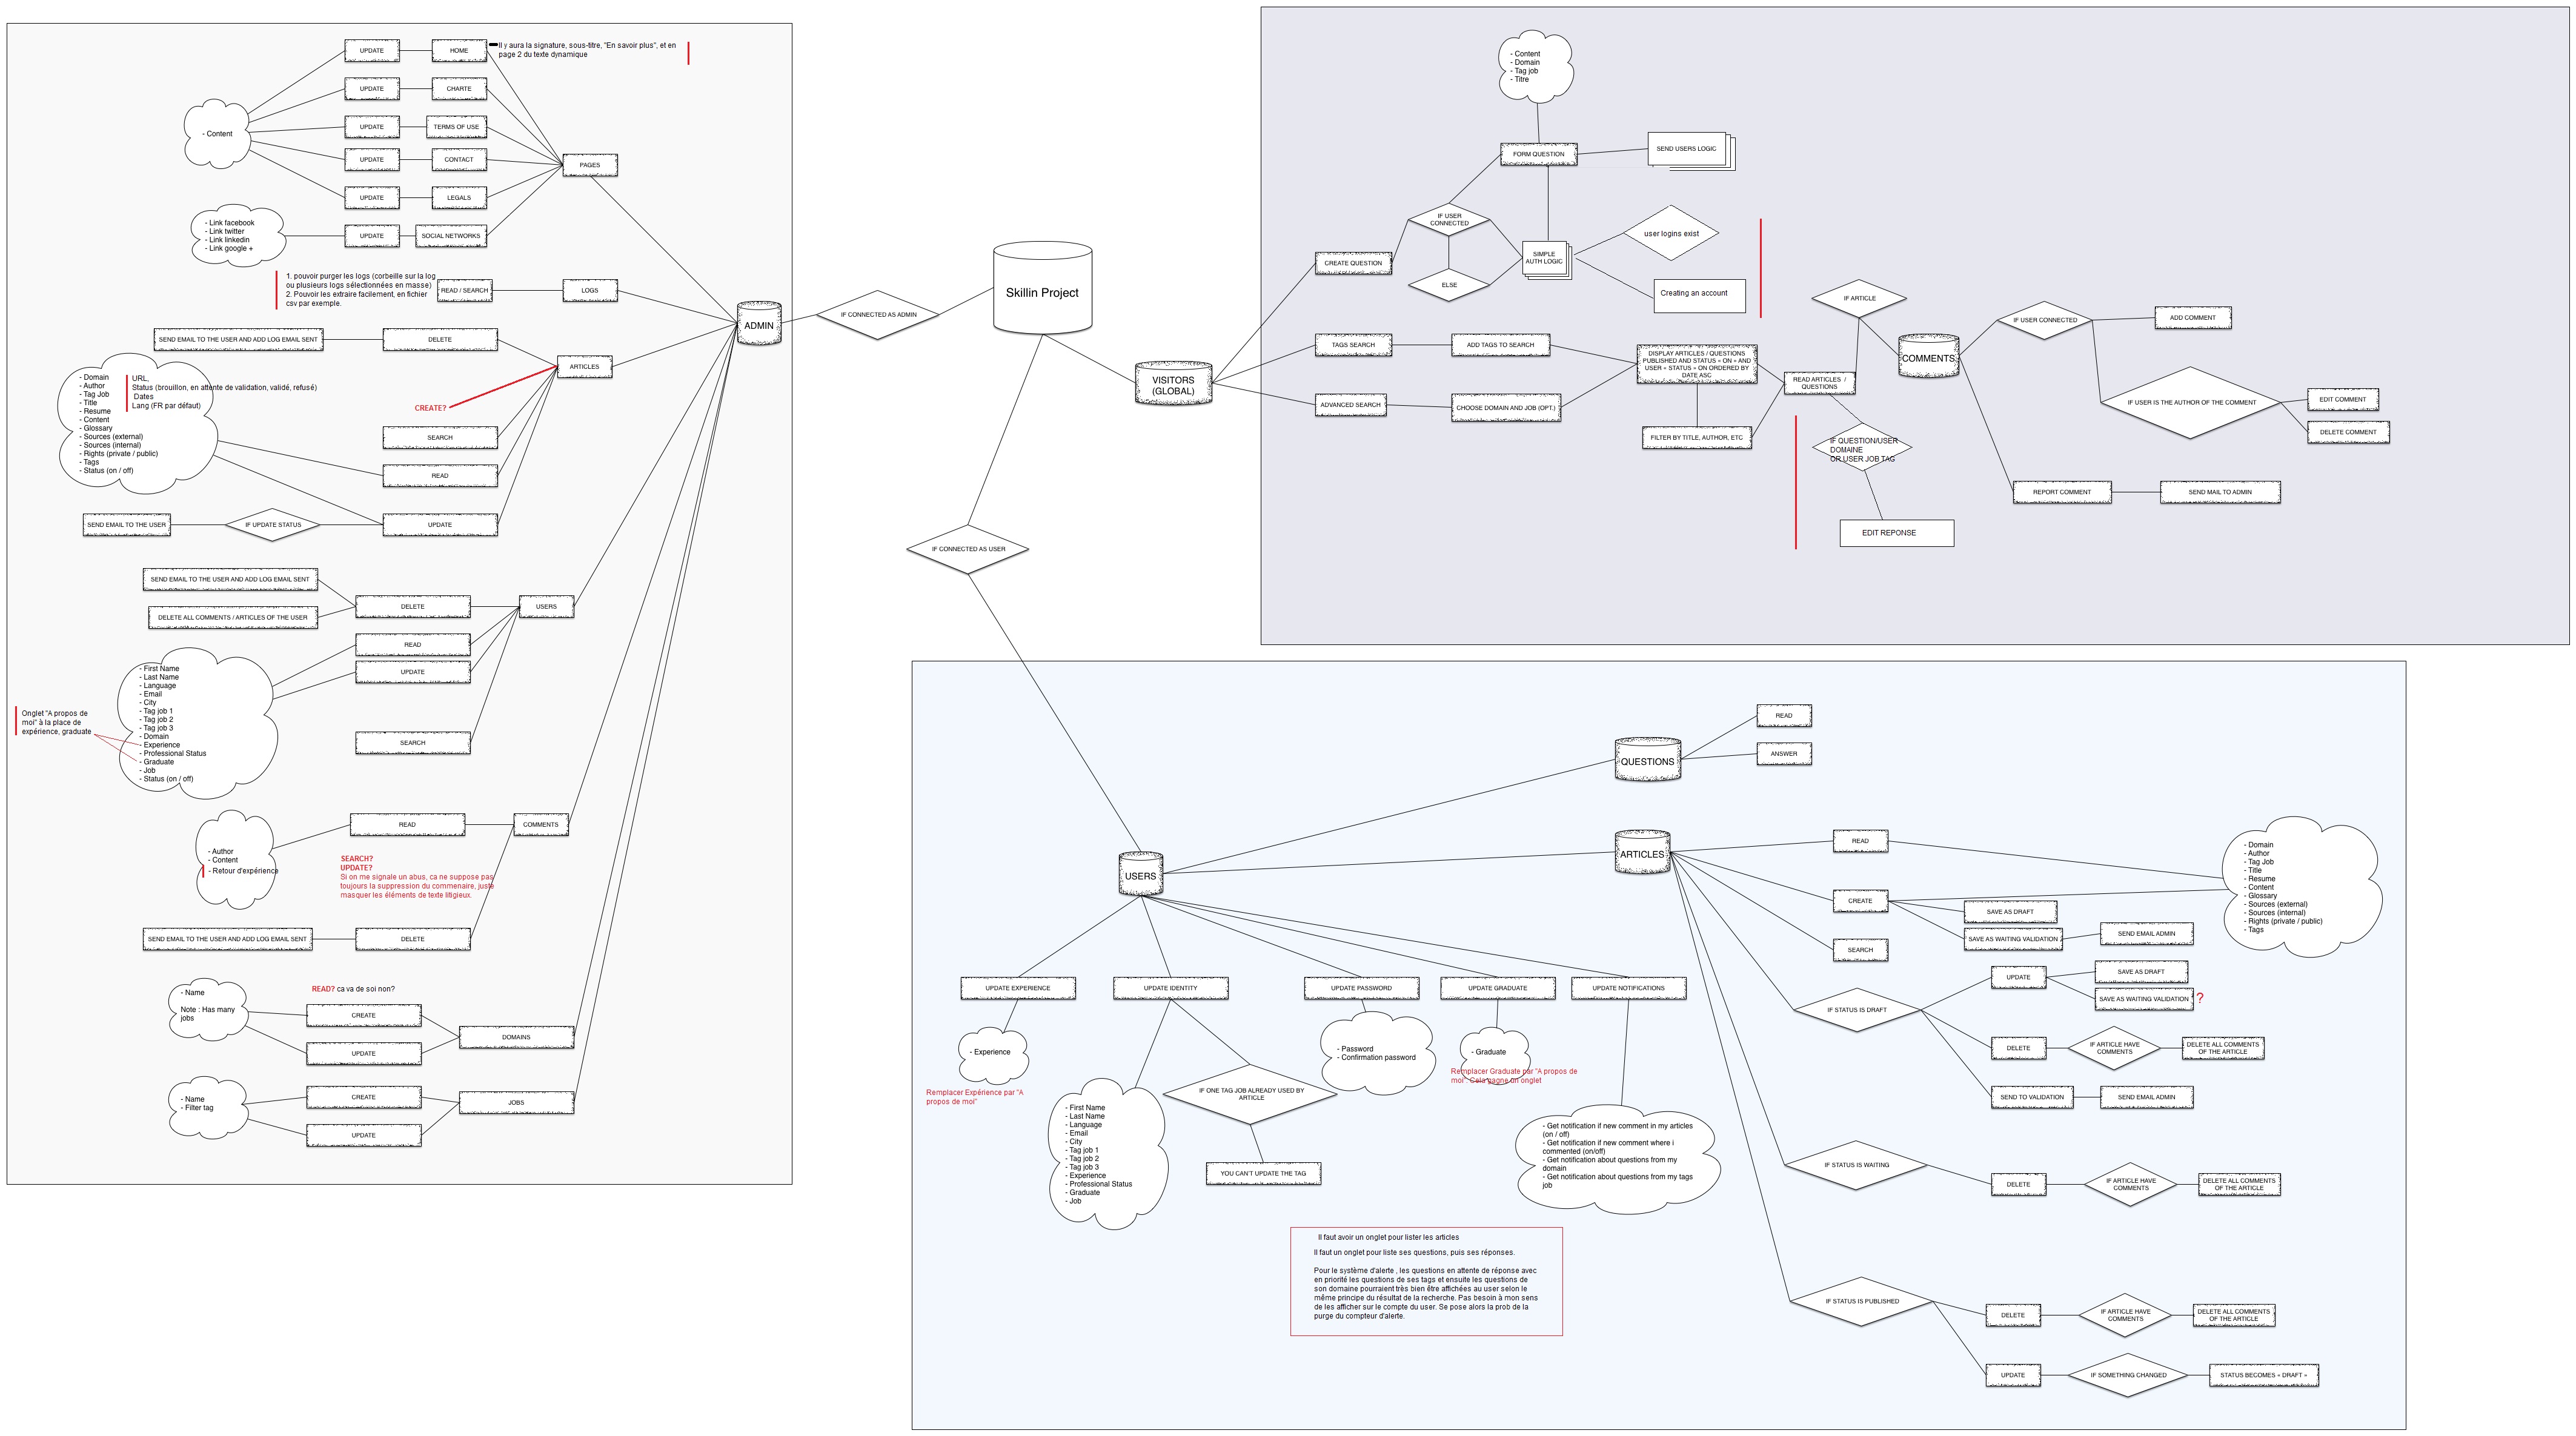 UPDATE
HOME
Il y aura la signature, sous-titre, "En savoir plus", et en
page 2 du texte dynamique
UPDATE
CHARTE
- Content
UPDATE
TERMS OF USE
UPDATE
CONTACT
PAGES
UPDATE
LEGALS
- Link facebook
- Link twitter
- Link linkedin
- Link google +
UPDATE
SOCIAL NETWORKS
1. pouvoir purger les logs (corbeille sur la log
ou plusieurs logs sélectionnées en masse)
2. Pouvoir les extraire facilement, en fichier
csv par exemple.
READ / SEARCH
LOGS
ADMIN
IF CONNECTED AS ADMIN
Skillin Project
SEND EMAIL TO THE USER AND ADD LOG EMAIL SENT
DELETE
ARTICLES
- Domain
- Author
- Tag Job
- Title
- Resume
- Content
- Glossary
- Sources (external)
- Sources (internal)
- Rights (private / public)
- Tags
- Status (on / off)
URL,
Status (brouillon, en attente de validation, validé, refusé)
Dates
Lang (FR par défaut)
CREATE?
SEARCH
READ
SEND EMAIL TO THE USER
IF UPDATE STATUS
UPDATE
SEND EMAIL TO THE USER AND ADD LOG EMAIL SENT
DELETE ALL COMMENTS / ARTICLES OF THE USER
DELETE
USERS
READ
UPDATE
- First Name
- Last Name
- Language
- Email
- City
- Tag job 1
- Tag job 2
- Tag job 3
- Domain
- Experience
- Professional Status
- Graduate
- Job
- Status (on / off)
Onglet "A propos de
moi" à la place de
expérience, graduate
SEARCH
READ
COMMENTS
- Author
- Content
- Retour d'expérience
SEARCH?
UPDATE?
Si on me signale un abus, ca ne suppose pas
toujours la suppression du commenaire, juste
masquer les éléments de texte litigieux.
SEND EMAIL TO THE USER AND ADD LOG EMAIL SENT
DELETE
- Name
Note : Has many
jobs
READ? ca va de soi non?
CREATE
DOMAINS
UPDATE
- Name
- Filter tag
CREATE
JOBS
UPDATE
IF CONNECTED AS USER
VISITORS
(GLOBAL)
- Content
- Domain
- Tag job
- Titre
FORM QUESTION
SEND USERS LOGIC
IF USER
CONNECTED
user logins exist
CREATE QUESTION
SIMPLE
AUTH LOGIC
ELSE
Creating an account
TAGS SEARCH
ADD TAGS TO SEARCH
DISPLAY ARTICLES / QUESTIONS
PUBLISHED AND STATUS « ON » AND
USER « STATUS » ON ORDERED BY
DATE ASC
ADVANCED SEARCH
CHOOSE DOMAIN AND JOB (OPT.)
FILTER BY TITLE, AUTHOR, ETC
READ ARTICLES /
QUESTIONS
IF ARTICLE
COMMENTS
IF USER CONNECTED
ADD COMMENT
IF USER IS THE AUTHOR OF THE COMMENT
EDIT COMMENT
DELETE COMMENT
IF QUESTION/USER
DOMAINE
OR USER JOB TAG
EDIT REPONSE
REPORT COMMENT
SEND MAIL TO ADMIN
READ
QUESTIONS
ANSWER
USERS
ARTICLES
READ
CREATE
SAVE AS DRAFT
SAVE AS WAITING VALIDATION
SEND EMAIL ADMIN
SEARCH
- Domain
- Author
- Tag Job
- Title
- Resume
- Content
- Glossary
- Sources (external)
- Sources (internal)
- Rights (private / public)
- Tags
UPDATE EXPERIENCE
UPDATE IDENTITY
UPDATE PASSWORD
UPDATE GRADUATE
UPDATE NOTIFICATIONS
- Experience
Remplacer Expérience par "A
propos de moi"
- First Name
- Last Name
- Language
- Email
- City
- Tag job 1
- Tag job 2
- Tag job 3
- Experience
- Professional Status
- Graduate
- Job
IF ONE TAG JOB ALREADY USED BY
ARTICLE
YOU CAN'T UPDATE THE TAG
- Password
- Confirmation password
- Graduate
Remplacer Graduate par "A propos de
moi". Cela gagne un onglet
- Get notification if new comment in my articles
(on / off)
- Get notification if new comment where i
commented (on/off)
- Get notification about questions from my
domain
- Get notification about questions from my tags
job
Il faut avoir un onglet pour lister les articles
Il faut un onglet pour liste ses questions, puis ses réponses.
Pour le système d'alerte , les questions en attente de réponse avec
en priorité les questions de ses tags et ensuite les questions de
son domaine pourraient très bien être affichées au user selon le
même principe du résultat de la recherche. Pas besoin à mon sens
de les afficher sur le compte du user. Se pose alors la prob de la
purge du compteur d'alerte.
IF STATUS IS DRAFT
UPDATE
SAVE AS DRAFT
SAVE AS WAITING VALIDATION
?
DELETE
IF ARTICLE HAVE
COMMENTS
DELETE ALL COMMENTS
OF THE ARTICLE
SEND TO VALIDATION
SEND EMAIL ADMIN
IF STATUS IS WAITING
DELETE
IF ARTICLE HAVE
COMMENTS
DELETE ALL COMMENTS
OF THE ARTICLE
IF STATUS IS PUBLISHED
DELETE
IF ARTICLE HAVE
COMMENTS
DELETE ALL COMMENTS
OF THE ARTICLE
UPDATE
IF SOMETHING CHANGED
STATUS BECOMES « DRAFT »